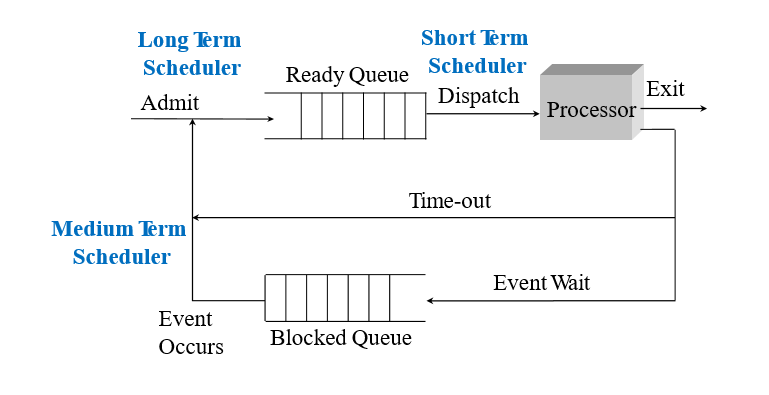 Long Term
Scheduler
Short Term
Scheduler
Ready Queue
Admit
Dispatch
Processor
Exit
Time-out
Medium Term
Scheduler
Event Wait
Event
Occurs
Blocked Queue